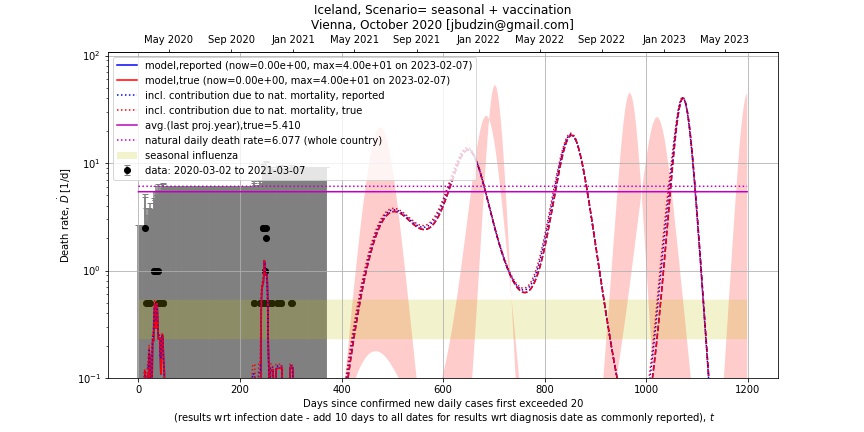 Iceland, Scenario= seasonal + vaccination
Vienna, October 2020 [jbudzin@gmail.com]
May 2020 Sep 2020 Jan 2021 May 2021 Sep 2021 Jan 2022 May 2022 Sep 2022 Jan 2023 May 2023
model,reported (now=0.00e+00, max=4.00e+01 on 2023-02-07)
model,true (now=0.00e+00, max=4.00e+01 on 2023-02-07)
incl. contribution due to nat. mortality, reported
incl. contribution due to nat. mortality, true
avg.(last proj.year),true=5.410
natural daily death rate=6.077 (whole country)
seasonal influenza
data: 2020-03-02 to 2021-03-07
Death rate, D [1/d]
10²
10¹
10⁰
10⁻¹
0 200 400 600 800 1000 1200
Days since confirmed new daily cases first exceeded 20
(results wrt infection date - add 10 days to all dates for results wrt diagnosis date as commonly reported), t